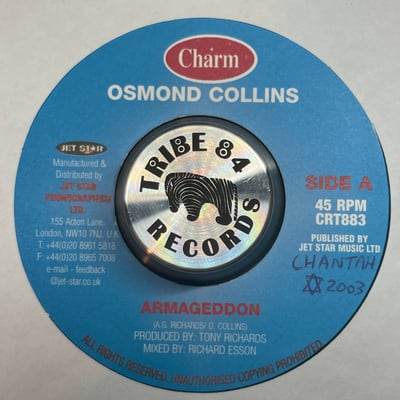 Charm
OSMOND COLLINS
JET STAR
Manufactured &
Distributed by
JET STAR
PHONOGRAPHICS
LTD.
155 Acton Lane,
London, NW10 7NJ, U.K
T. +44(0)20 8961 5818
F. +44(0)20 8965 7008
e-mail - feedback
@jet-star.co.uk
TRIBE 84
RECORDS
SIDE A
45 RPM
CRT883
PUBLISHED BY
JET STAR MUSIC LTD
CHANTAH
2003
ARMAGEDDON
(A.G. RICHARDS/ O. COLLINS)
PRODUCED BY: TONY RICHARDS
MIXED BY: RICHARD ESSON
ALL RIGHTS RESERVED. UNAUTHORISED COPYING PROHIBITED.